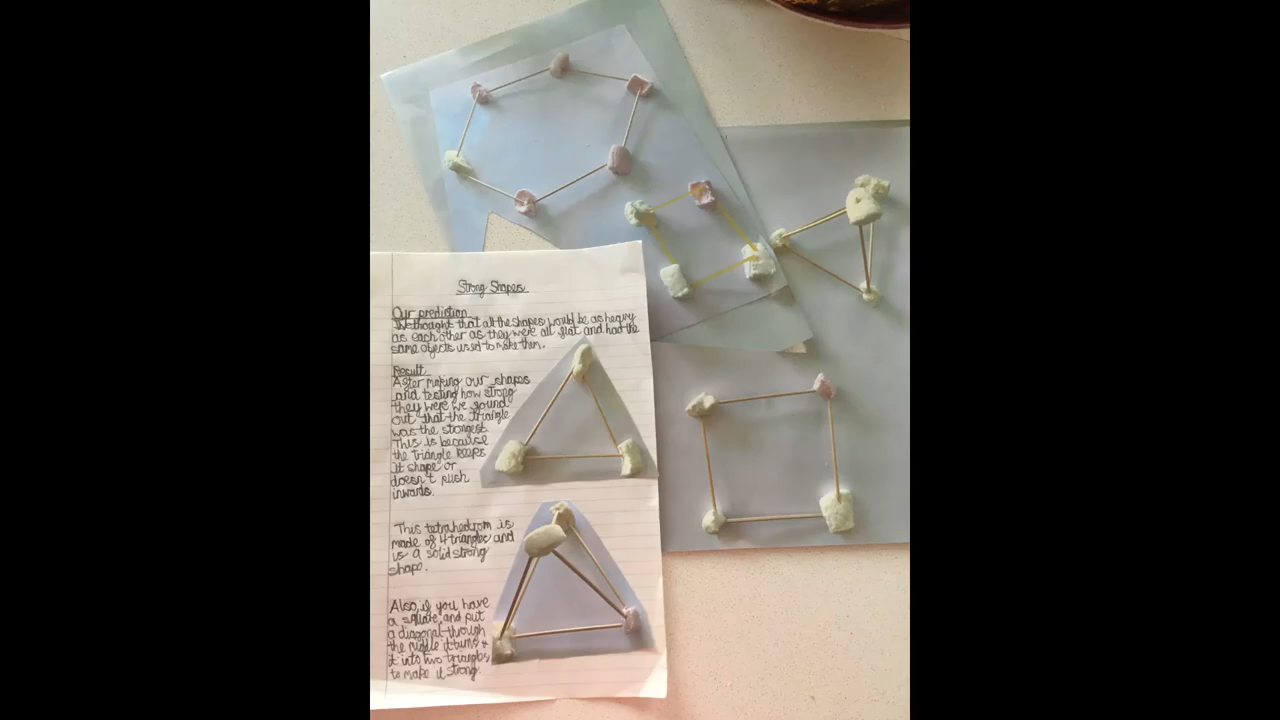 Strong Shapes
Our prediction
We thought that all the shapes would be as heavy
as each other as they were all flat and had the
same objects used to make them.
Result
After making our shapes
and testing how strong
they were we found
out that the triangle
was the strongest.
This is because
the triangle keeps
it shape or
doesn't push
inwards.
This tetrahedrom is
made of 4 triangles and
is a solid strong
shape.
Also, if you have
a square and put
a diagonal through
the middle it turns
it into two triangles
to make it strong.